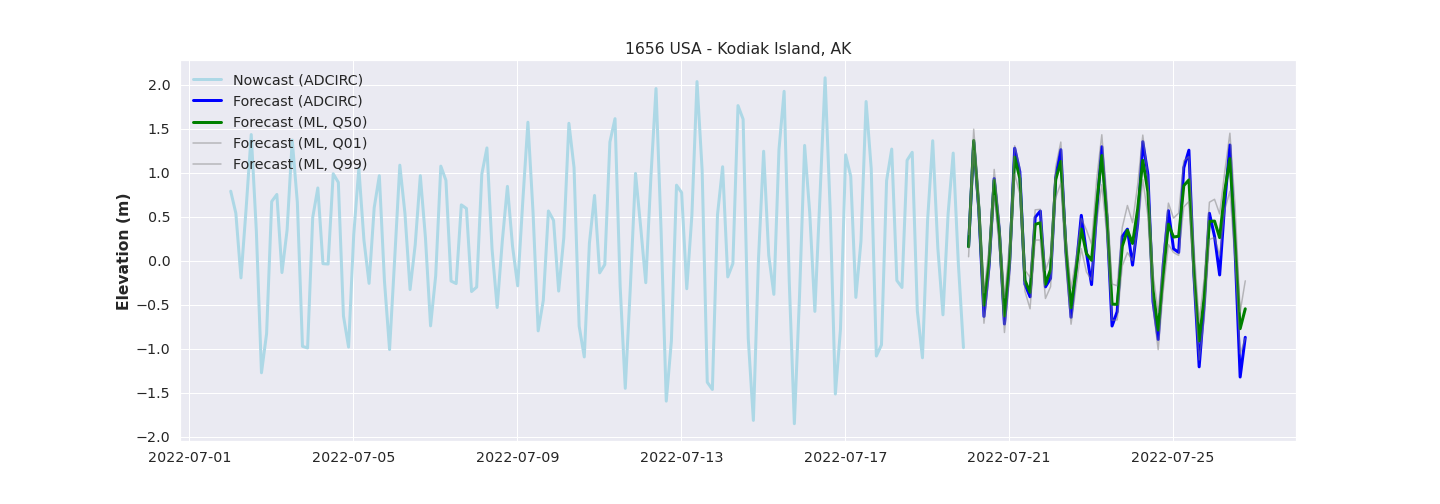 1656 USA - Kodiak Island, AK
Nowcast (ADCIRC)
Forecast (ADCIRC)
Forecast (ML, Q50)
Forecast (ML, Q01)
Forecast (ML, Q99)
Elevation (m)
2.0
1.5
1.0
0.5
0.0
−0.5
−1.0
−1.5
−2.0
2022-07-01
2022-07-05
2022-07-09
2022-07-13
2022-07-17
2022-07-21
2022-07-25